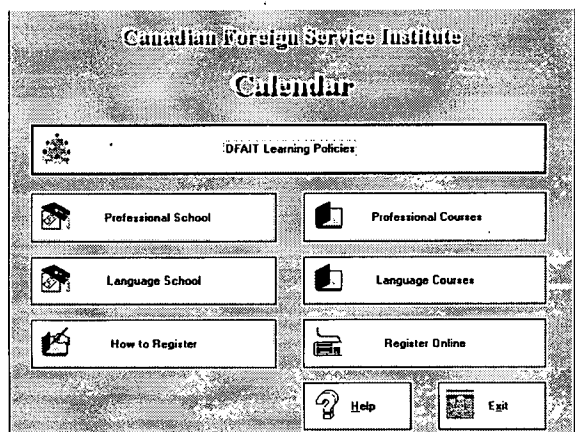 Canadian Foreign Service Institute
Calendar
DFAIT Learning Policies
Professional School
Professional Courses
Language School
Language Courses
How to Register
Register Online
Help
Exit